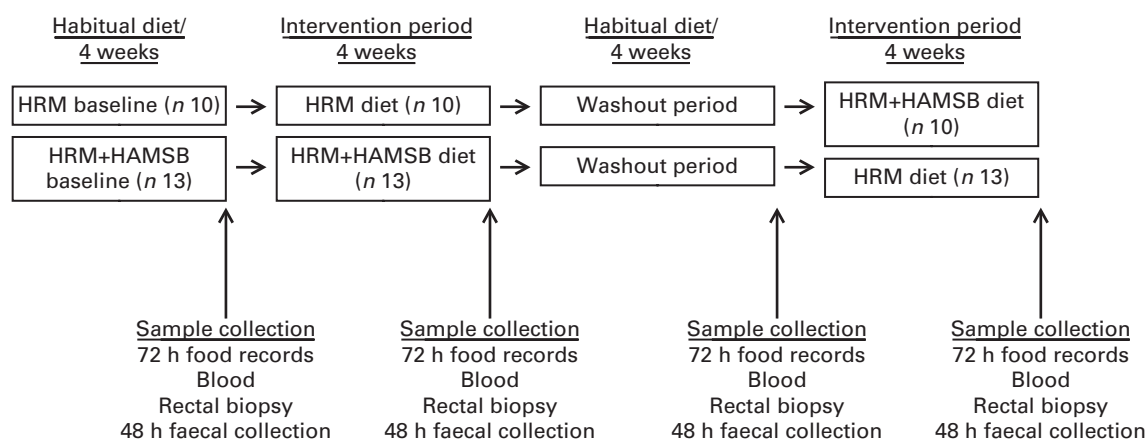 Habitual diet/
4 weeks
Intervention period
4 weeks
Habitual diet/
4 weeks
Intervention period
4 weeks
HRM baseline (n 10)
HRM diet (n 10)
Washout period
HRM+HAMSB diet
(n 10)
HRM+HAMSB
baseline (n 13)
HRM+HAMSB diet
(n 13)
Washout period
HRM diet (n 13)
Sample collection
72 h food records
Blood
Rectal biopsy
48 h faecal collection
Sample collection
72 h food records
Blood
Rectal biopsy
48 h faecal collection
Sample collection
72 h food records
Blood
Rectal biopsy
48 h faecal collection
Sample collection
72 h food records
Blood
Rectal biopsy
48 h faecal collection